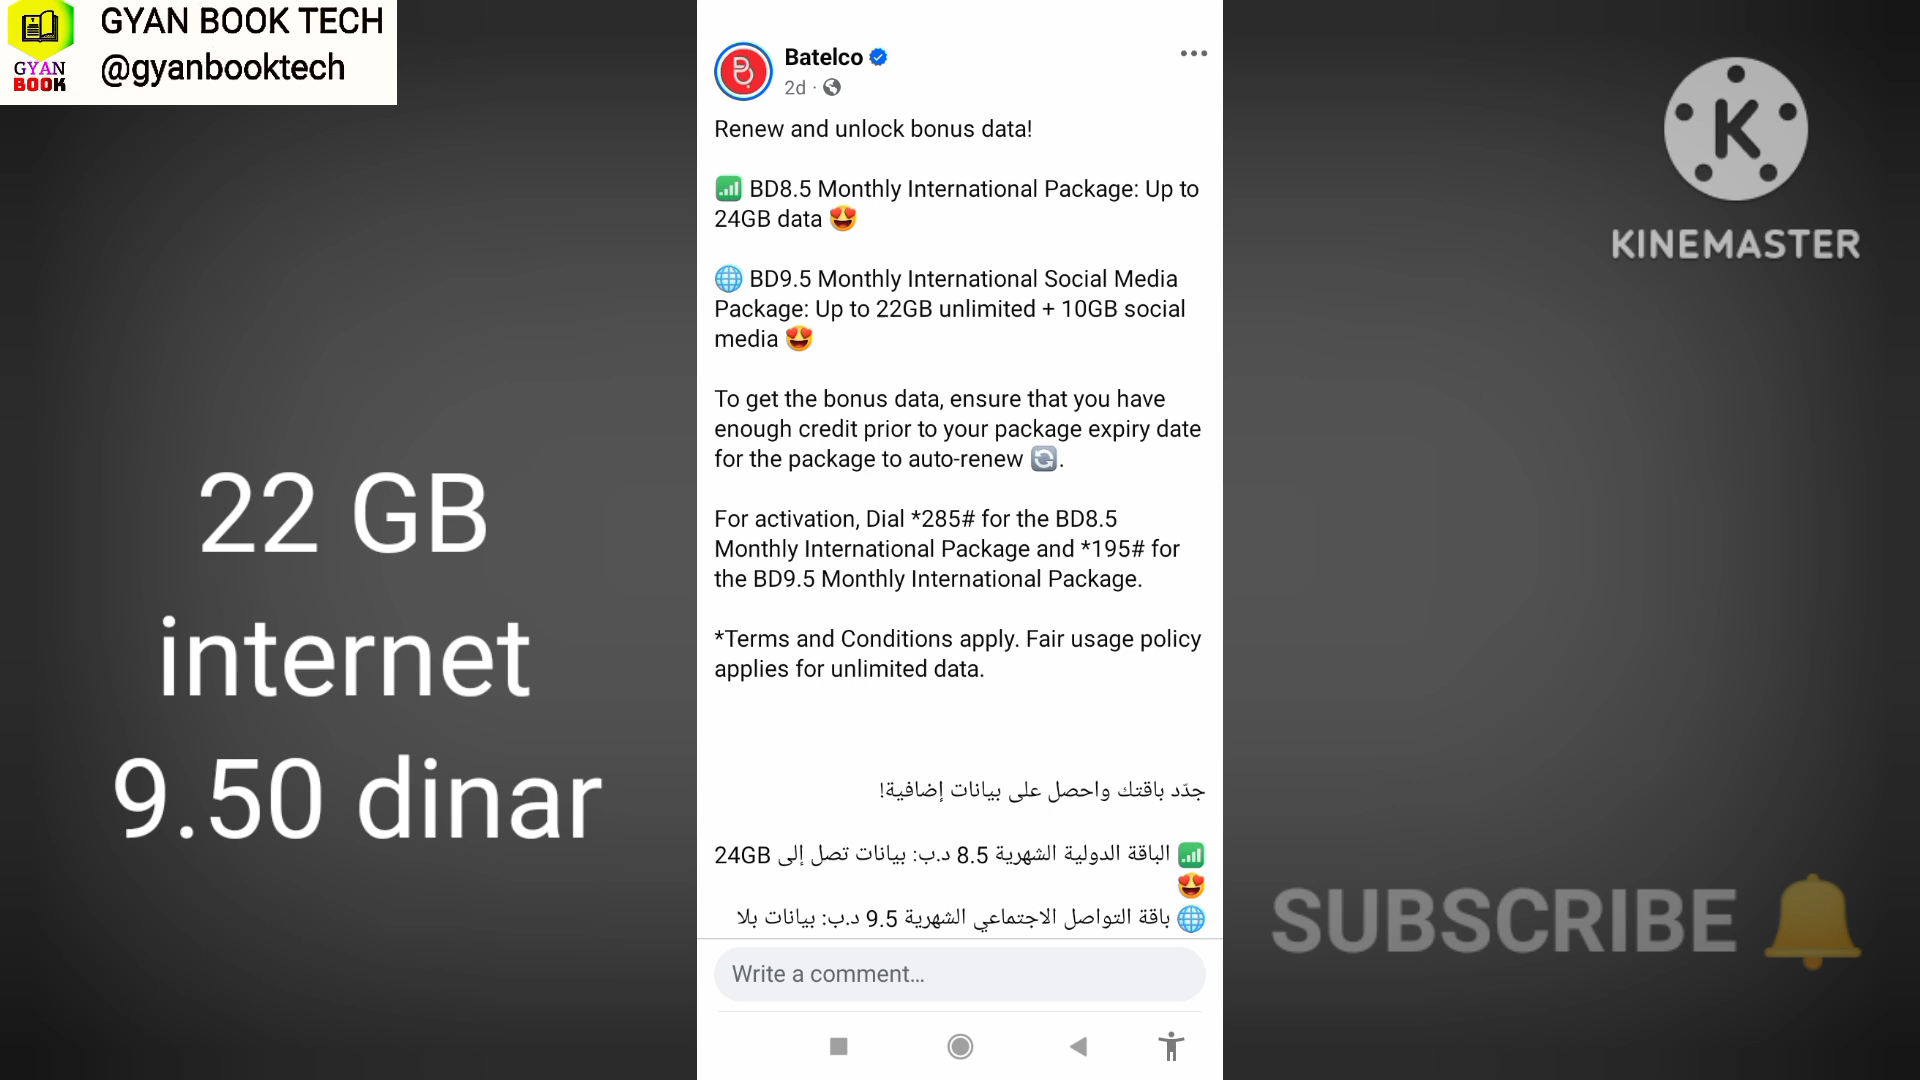 GYAN BOOK TECH
@gyanbooktech
GYAN
BOOK
Batelco
2d ·
Renew and unlock bonus data!
📶 BD8.5 Monthly International Package: Up to
24GB data 😍
🌐 BD9.5 Monthly International Social Media
Package: Up to 22GB unlimited + 10GB social
media 😍
To get the bonus data, ensure that you have
enough credit prior to your package expiry date
for the package to auto-renew 🔄.
For activation, Dial *285# for the BD8.5
Monthly International Package and *195# for
the BD9.5 Monthly International Package.
*Terms and Conditions apply. Fair usage policy
applies for unlimited data.
جدّد باقتك واحصل على بيانات إضافية!
📶 الباقة الدولية الشهرية 8.5 د.ب: بيانات تصل إلى 24GB
😍
🌐 باقة التواصل الاجتماعي الشهرية 9.5 د.ب: بيانات بلا
Write a comment...
22 GB
internet
9.50 dinar
K
KINEMASTER
SUBSCRIBE 🔔